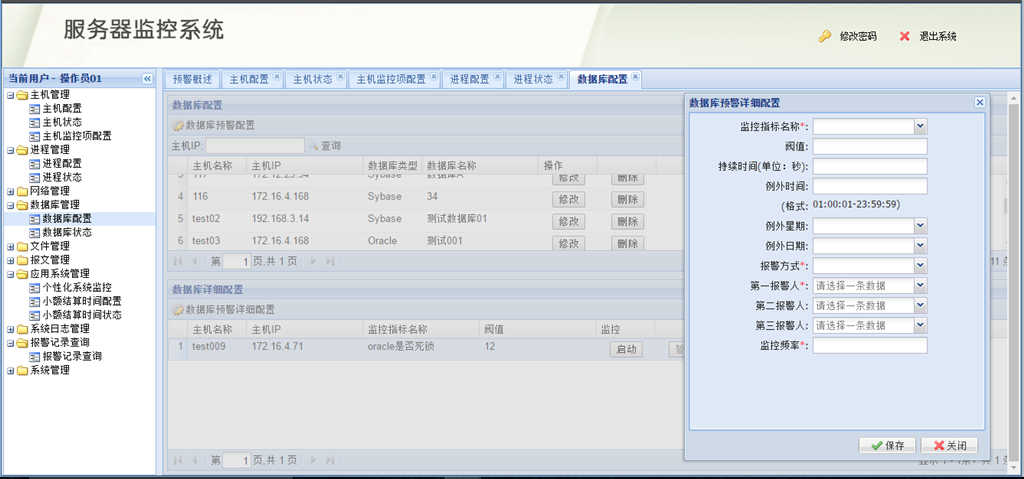 服务器监控系统
修改密码 退出系统
当前用户 - 操作员01
主机管理
主机配置
主机状态
主机监控项配置
进程管理
进程配置
进程状态
网络管理
数据库管理
数据库配置
数据库状态
文件管理
报文管理
应用系统管理
个性化系统监控
小额结算时间配置
小额结算时间状态
系统日志管理
报警记录查询
报警记录查询
系统管理
预警概述 主机配置 主机状态 主机监控项配置 进程配置 进程状态 数据库配置
数据库配置
数据库预警配置
主机IP: 查询
主机名称 主机IP 数据库类型 数据库名称 操作
修改 删除
4 116 172.16.4.168 Sybase 34 修改 删除
5 test02 192.168.3.14 Sybase 测试数据库01 修改 删除
6 test03 172.16.4.168 Oracle 测试001 修改 删除
第 1 页,共 1 页
数据库详细配置
数据库预警详细配置
主机名称 主机IP 监控指标名称 阀值 监控
1 test009 172.16.4.71 oracle是否死锁 12 启动
第 1 页,共 1 页
数据库预警详细配置
监控指标名称*:
阀值:
持续时间(单位：秒):
例外时间:
(格式: 01:00:01-23:59:59)
例外星期:
例外日期:
报警方式*:
第一报警人*: 请选择一条数据
第二报警人: 请选择一条数据
第三报警人: 请选择一条数据
监控频率*:
保存 关闭